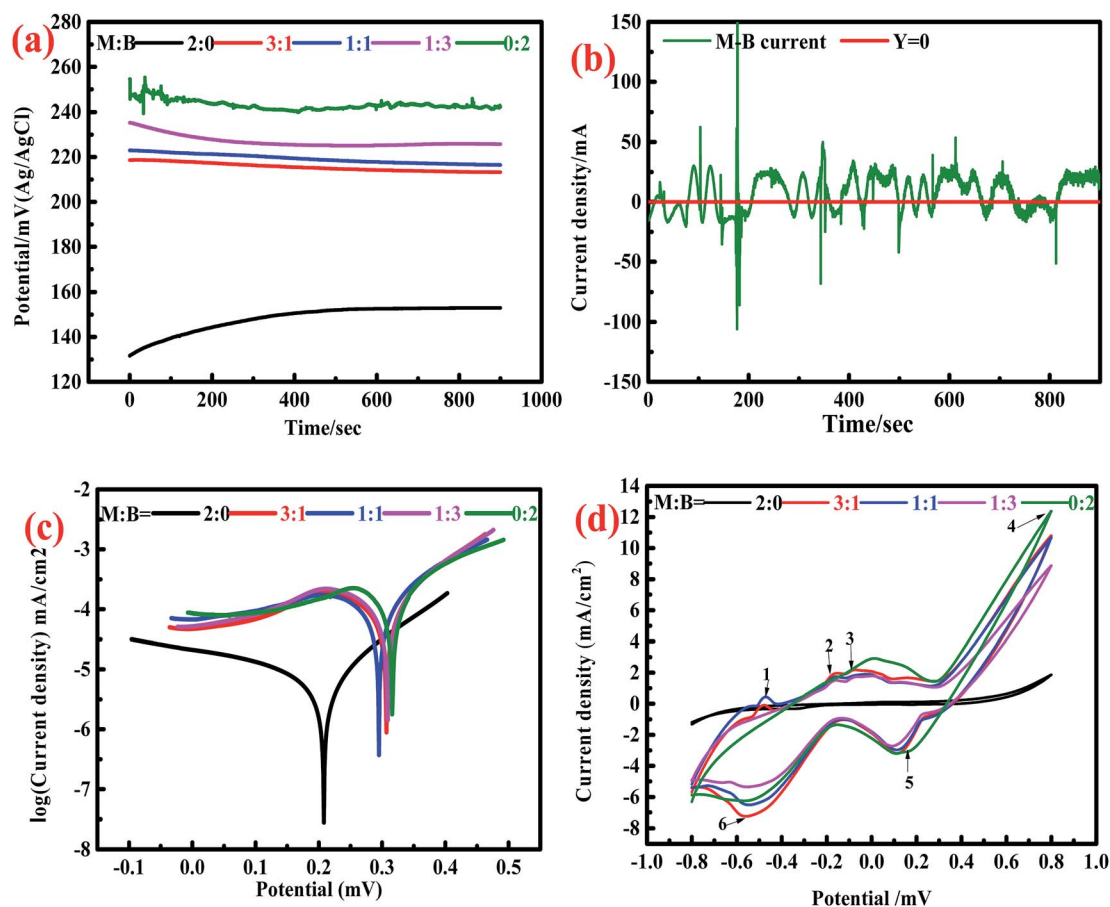 (a)
M:B 2:0 3:1 1:1 1:3 0:2
280
260
240
220
200
180
160
140
120
Potential/mV(Ag/AgCl)
0 200 400 600 800 1000
Time/sec
(b)
M-B current Y=0
150
100
50
0
-50
-100
-150
Current density/mA
0 200 400 600 800
Time/sec
(c)
M:B= 2:0 3:1 1:1 1:3 0:2
-2
-3
-4
-5
-6
-7
-8
log(Current density) mA/cm2
-0.1 0.0 0.1 0.2 0.3 0.4 0.5
Potential (mV)
(d)
M:B= 2:0 3:1 1:1 1:3 0:2
14
12
10
8
6
4
2
0
-2
-4
-6
-8
Current density (mA/cm²)
1
2
3
4
5
6
-1.0 -0.8 -0.6 -0.4 -0.2 0.0 0.2 0.4 0.6 0.8 1.0
Potential /mV